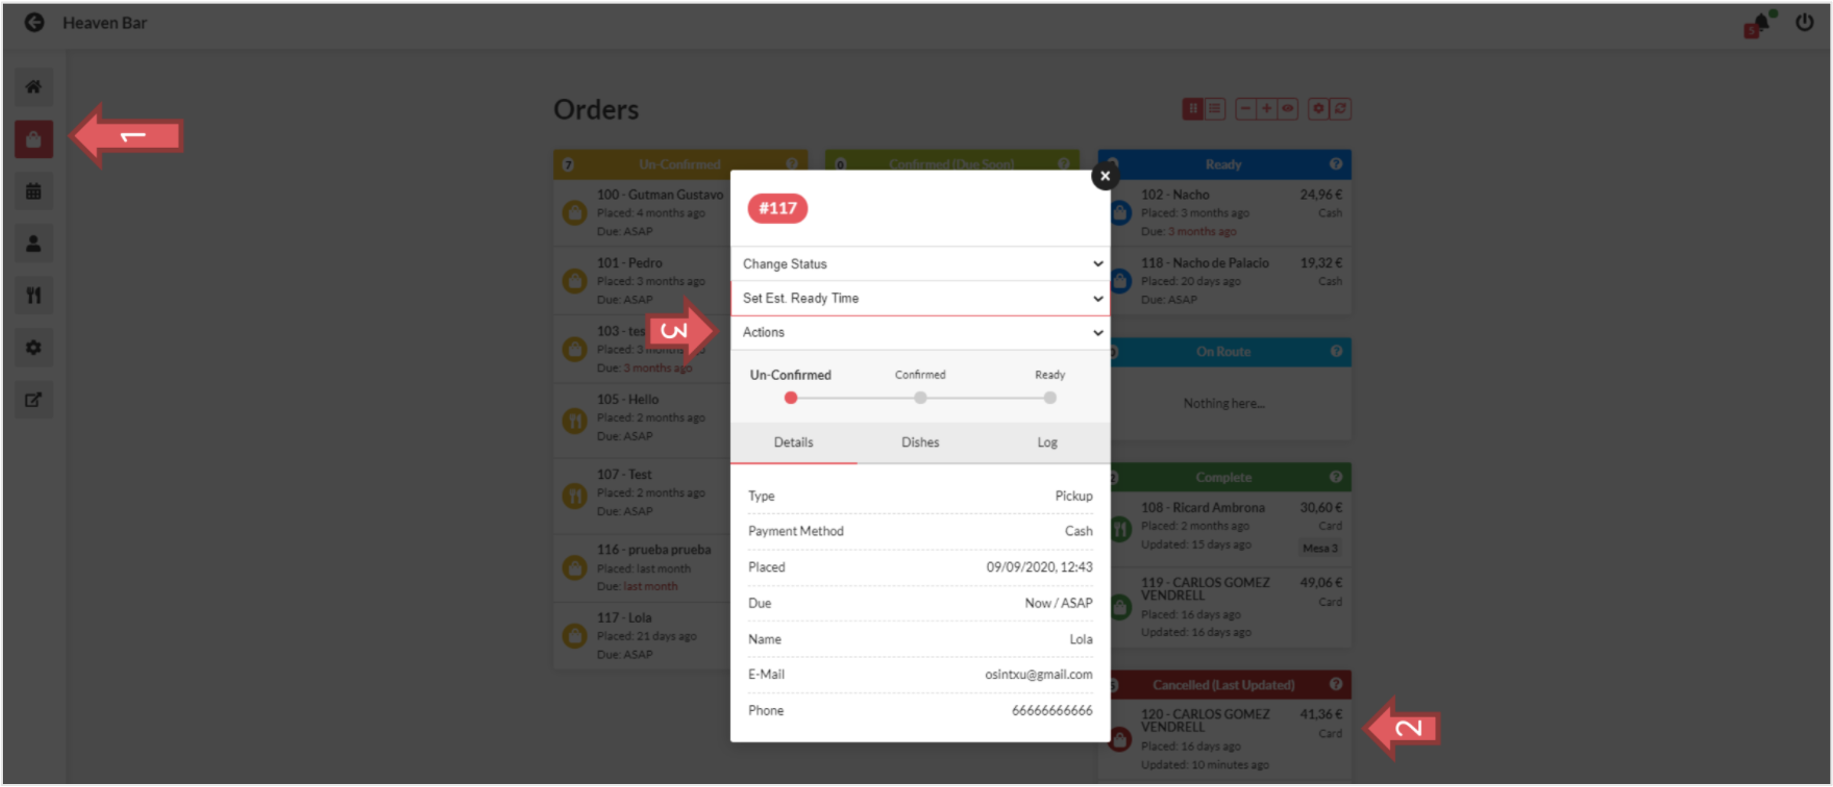 Heaven Bar
5
1
Orders
7 Un-Confirmed
100 - Gutman Gustavo
Placed: 4 months ago
Due: ASAP
101 - Pedro
Placed: 3 months ago
Due: ASAP
103 - tes
Placed: 3 months ago
Due: 3 months ago
105 - Hello
Placed: 2 months ago
Due: ASAP
107 - Test
Placed: 2 months ago
Due: ASAP
116 - prueba prueba
Placed: last month
Due: last month
117 - Lola
Placed: 21 days ago
Due: ASAP
0 Confirmed (Due Soon)
#117
Change Status
Set Est. Ready Time
3
Actions
Un-Confirmed Confirmed Ready
Details Dishes Log
Type Pickup
Payment Method Cash
Placed 09/09/2020, 12:43
Due Now / ASAP
Name Lola
E-Mail osintxu@gmail.com
Phone 66666666666
Ready
102 - Nacho 24,96 €
Placed: 3 months ago Cash
Due: 3 months ago
118 - Nacho de Palacio 19,32 €
Placed: 20 days ago Cash
Due: ASAP
On Route
Nothing here...
Complete
108 - Ricard Ambrona 30,60 €
Placed: 2 months ago Card
Updated: 15 days ago Mesa 3
119 - CARLOS GOMEZ 49,06 €
VENDRELL Card
Placed: 16 days ago
Updated: 16 days ago
Cancelled (Last Updated)
120 - CARLOS GOMEZ 41,36 €
VENDRELL Card
Placed: 16 days ago
Updated: 10 minutes ago
2